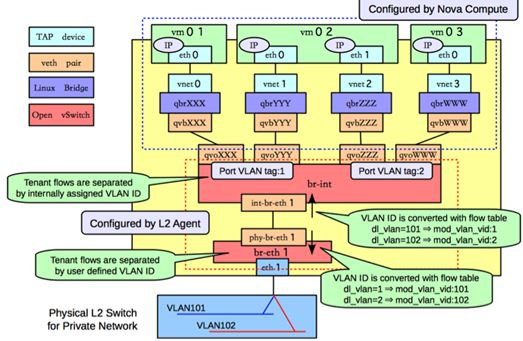 Configured by Nova Compute
vm 0 1
vm 0 2
vm 0 3
IP
IP
IP
IP
eth 0
eth 0
eth 1
eth 0
TAP device
veth pair
Linux Bridge
Open vSwitch
vnet 0
vnet 1
vnet 2
vnet 3
qbrXXX
qbrYYY
qbrZZZ
qbrWWW
qvbXXX
qvbYYY
qvbZZZ
qvbWWW
qvoXXX
qvoYYY
qvoZZZ
qvoWWW
Port VLAN tag:1
Port VLAN tag:2
br-int
Tenant flows are separated
by internally assigned VLAN ID
int-br-eth 1
VLAN ID is converted with flow table
dl_vlan=101 ⇒ mod_vlan_vid:1
dl_vlan=102 ⇒ mod_vlan_vid:2
Configured by L2 Agent
phy-br-eth 1
br-eth 1
Tenant flows are separated
by user defined VLAN ID
eth 1
VLAN ID is converted with flow table
dl_vlan=1 ⇒ mod_vlan_vid:101
dl_vlan=2 ⇒ mod_vlan_vid:102
Physical L2 Switch
for Private Network
VLAN101
VLAN102